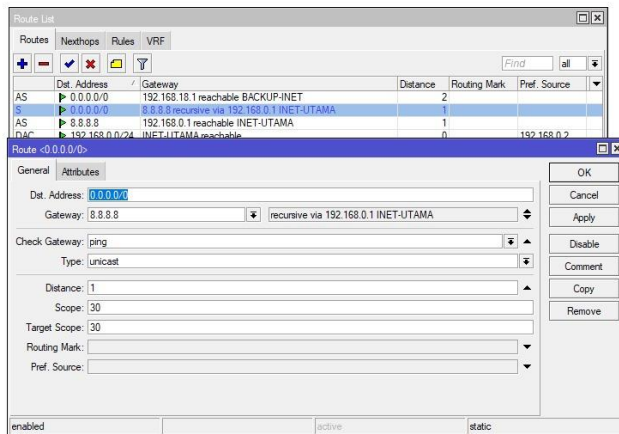 Route List
Routes Nexthops Rules VRF
Find all
Dst. Address / Gateway Distance Routing Mark Pref. Source
AS 0.0.0.0/0 192.168.18.1 reachable BACKUP-INET 2
S 0.0.0.0/0 8.8.8.8 recursive via 192.168.0.1 INET-UTAMA 1
AS 8.8.8.8 192.168.0.1 reachable INET-UTAMA 1
DAC 192.168.0.0/24 INET-UTAMA reachable 0 192.168.0.2
Route <0.0.0.0/0>
General Attributes
OK
Dst. Address: 0.0.0.0/0
Cancel
Gateway: 8.8.8.8 recursive via 192.168.0.1 INET-UTAMA
Apply
Check Gateway: ping
Disable
Type: unicast
Comment
Distance: 1
Copy
Scope: 30
Remove
Target Scope: 30
Routing Mark:
Pref. Source:
enabled active static